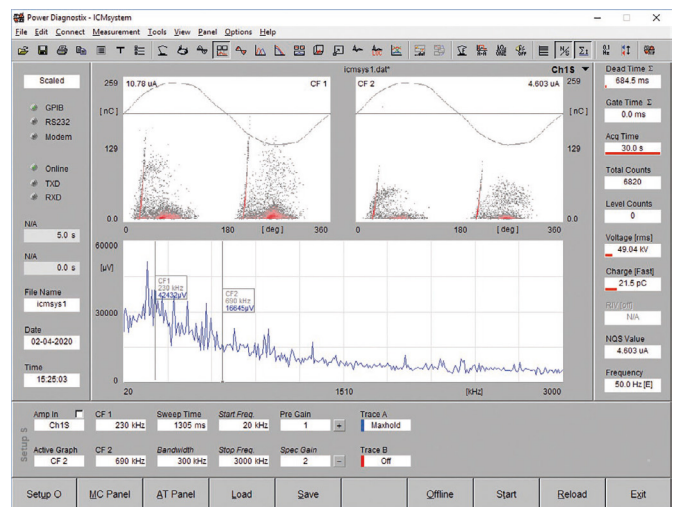 Power Diagnostix - ICMsystem
File Edit Connect Measurement Tools View Panel Options Help
icmsys1.dat*
Ch1S
Scaled
GPIB
RS232
Modem
Online
TXD
RXD
N/A
5.0 s
N/A
0.0 s
File Name
icmsys1
Date
02-04-2020
Time
15:25:03
259 10.78 uA CF 1
[nC]
129
0.0
0 180 [deg] 360
CF 2 4.603 uA 259
[nC]
129
0.0
0 180 [deg] 360
60000
[µV]
30000
0
CF1
230 kHz
42432µV
CF2
690 kHz
16645µV
20 1510 [kHz] 3000
Dead Time Σ
684.5 ms
Gate Time Σ
0.0 ms
Acq Time
30.0 s
Total Counts
6820
Level Counts
0
Voltage [rms]
49.04 kV
Charge [Fast]
21.5 pC
RIV [off]
N/A
NQS Value
4.603 uA
Frequency
50.0 Hz [E]
Setup S
Amp In CF 1 Sweep Time Start Freq. Pre Gain Trace A
Ch1S 230 kHz 1305 ms 20 kHz 1 + Maxhold
Active Graph CF 2 Bandwidth Stop Freq. Spec Gain Trace B
CF 2 690 kHz 300 kHz 3000 kHz 2 – Off
Setup O MC Panel AT Panel Load Save Offline Start Reload Exit